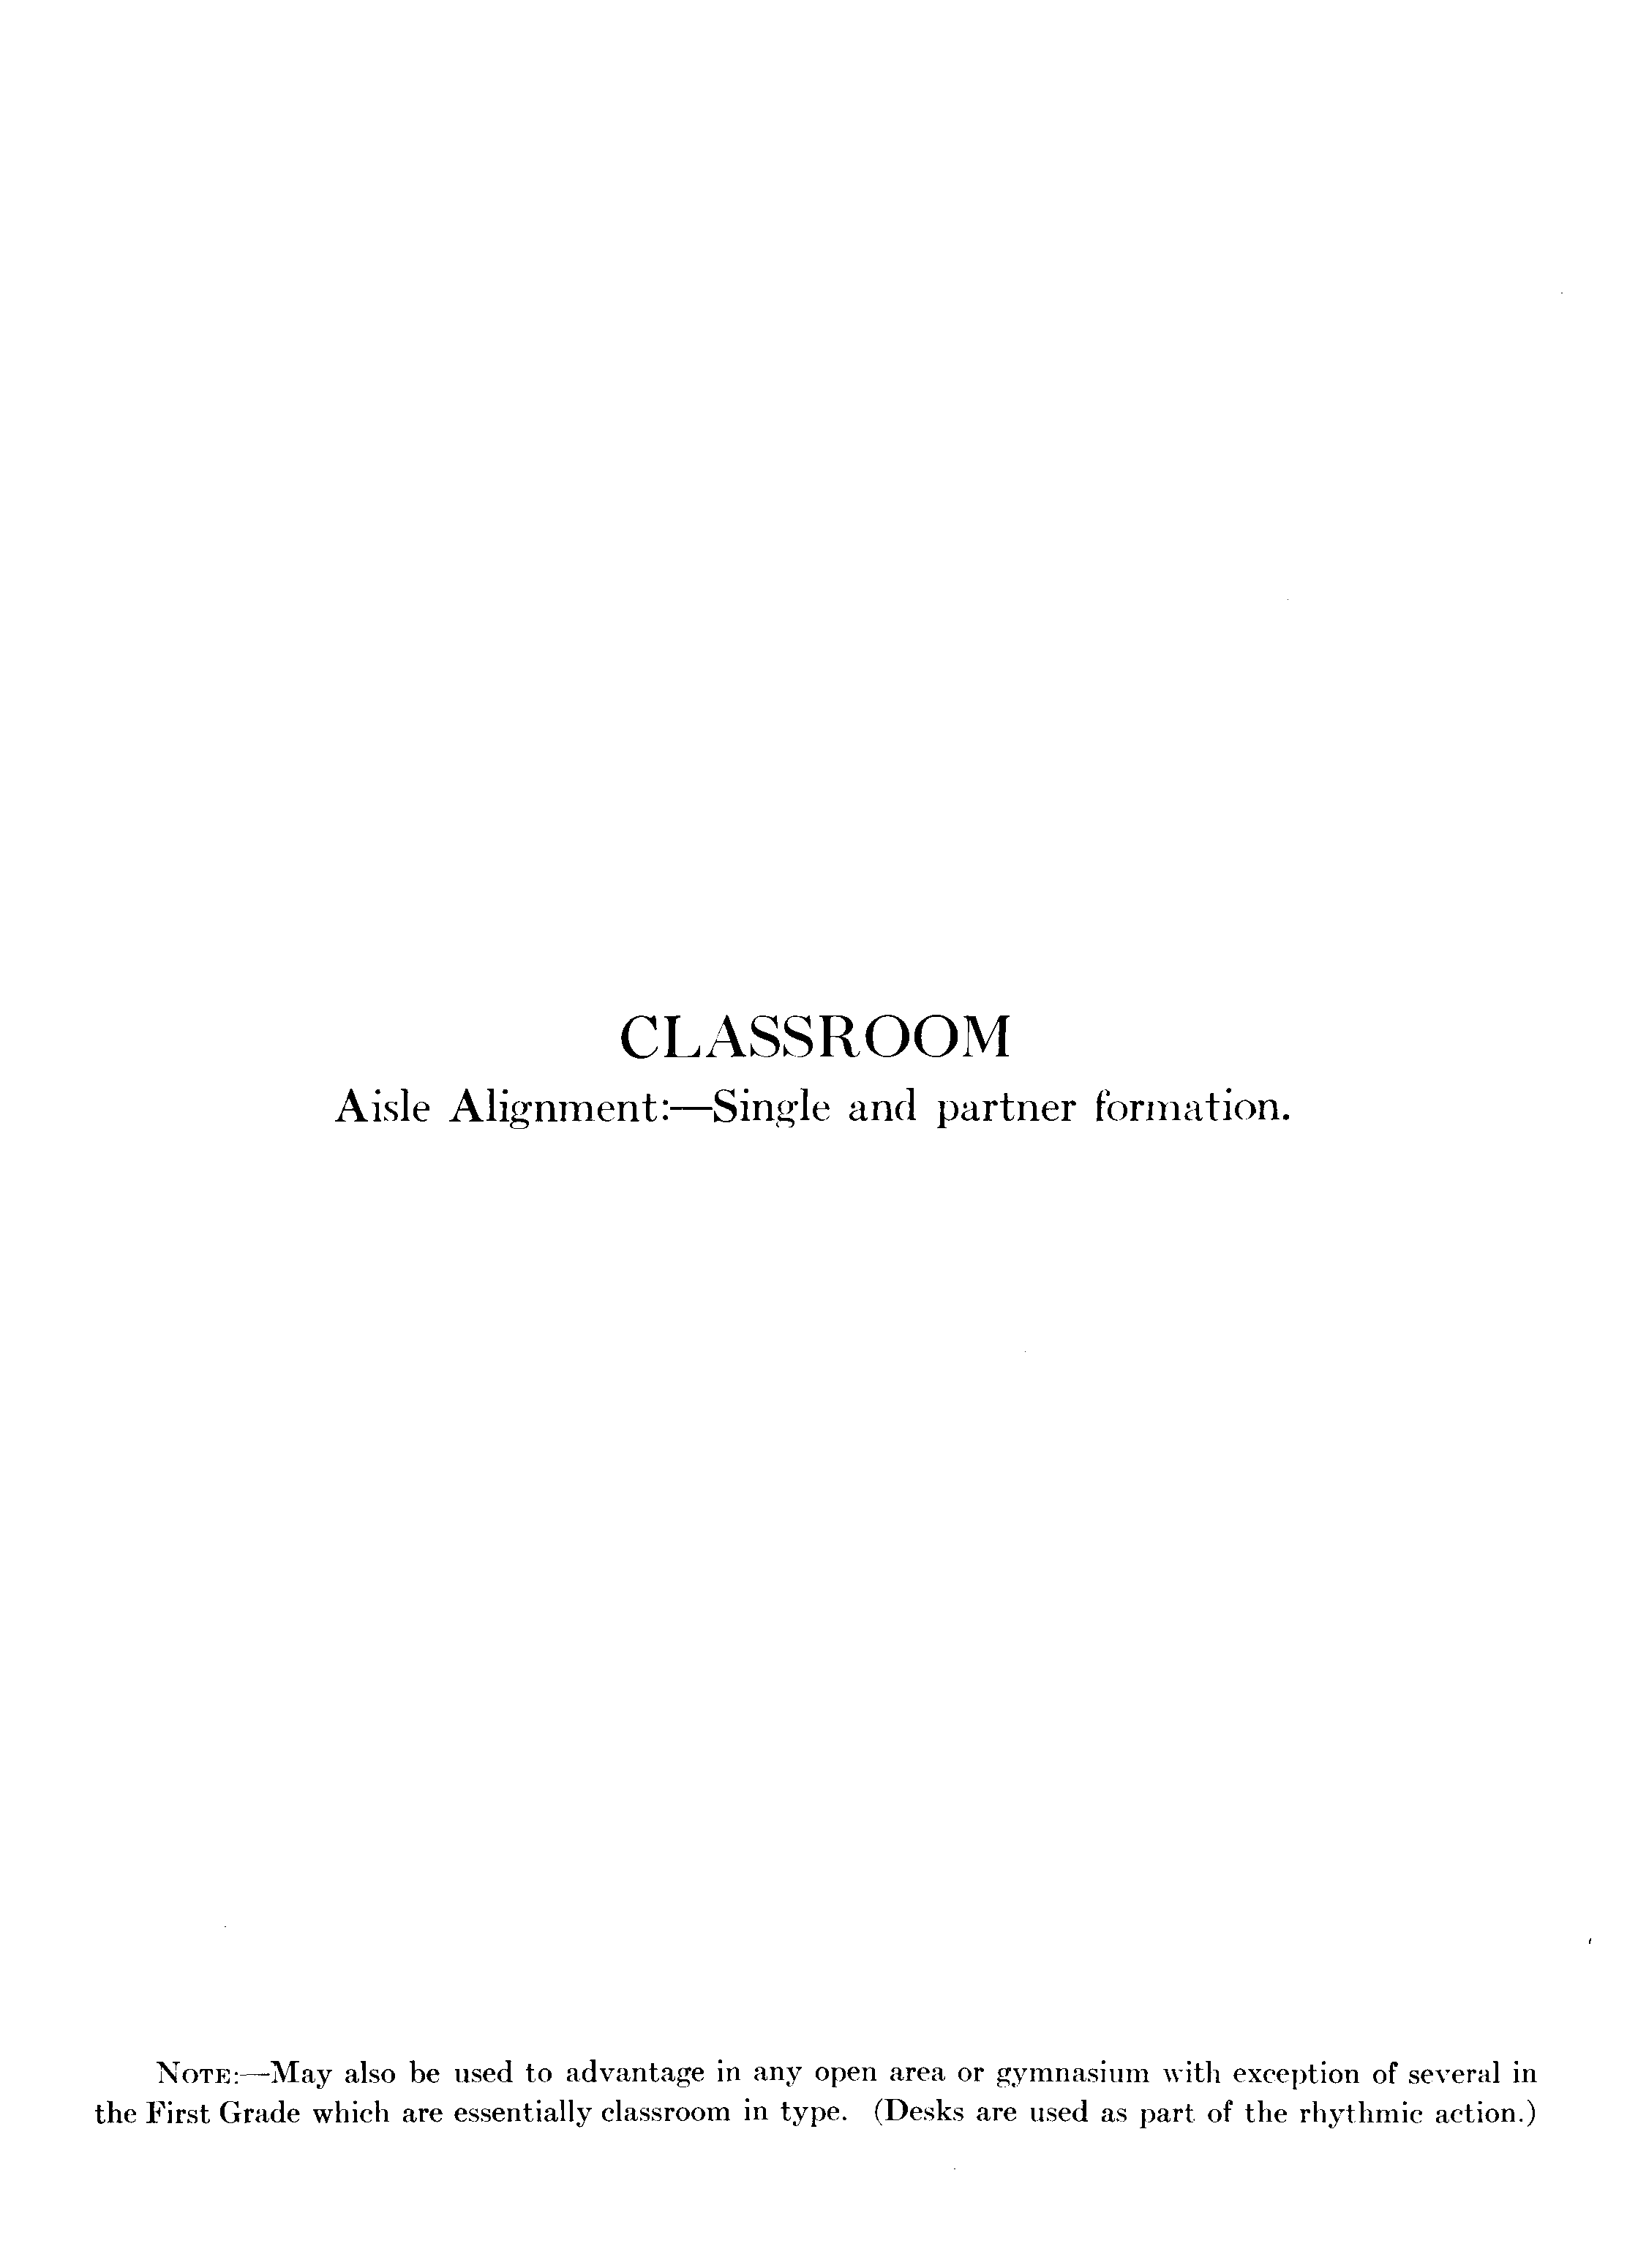 CLASSROOM
Aisle Alignment:—Single and partner formation.
NOTE:—May also be used to advantage in any open area or gymnasium with exception of several in
the First Grade which are essentially classroom in type. (Desks are used as part of the rhythmic action.)